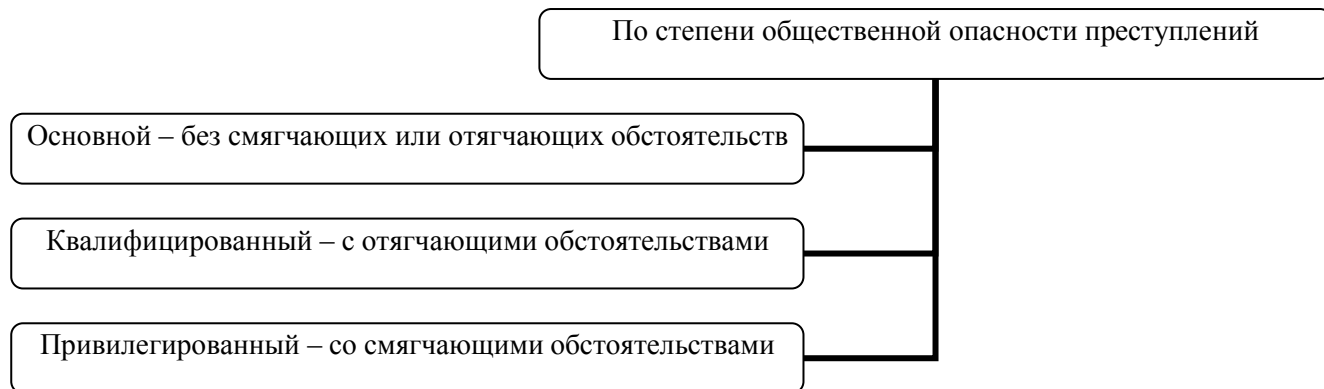 По степени общественной опасности преступлений
Основной – без смягчающих или отягчающих обстоятельств
Квалифицированный – с отягчающими обстоятельствами
Привилегированный – со смягчающими обстоятельствами